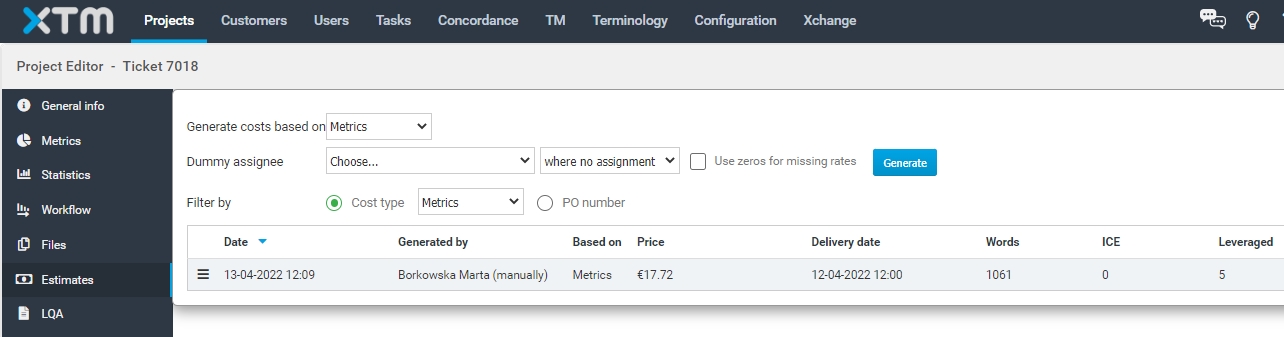 XTM Projects Customers Users Tasks Concordance TM Terminology Configuration Xchange
Project Editor - Ticket 7018
General info
Metrics
Statistics
Workflow
Files
Estimates
LQA
Generate costs based on Metrics
Dummy assignee Choose... where no assignment Use zeros for missing rates Generate
Filter by Cost type Metrics PO number
Date Generated by Based on Price Delivery date Words ICE Leveraged
13-04-2022 12:09 Borkowska Marta (manually) Metrics €17.72 12-04-2022 12:00 1061 0 5